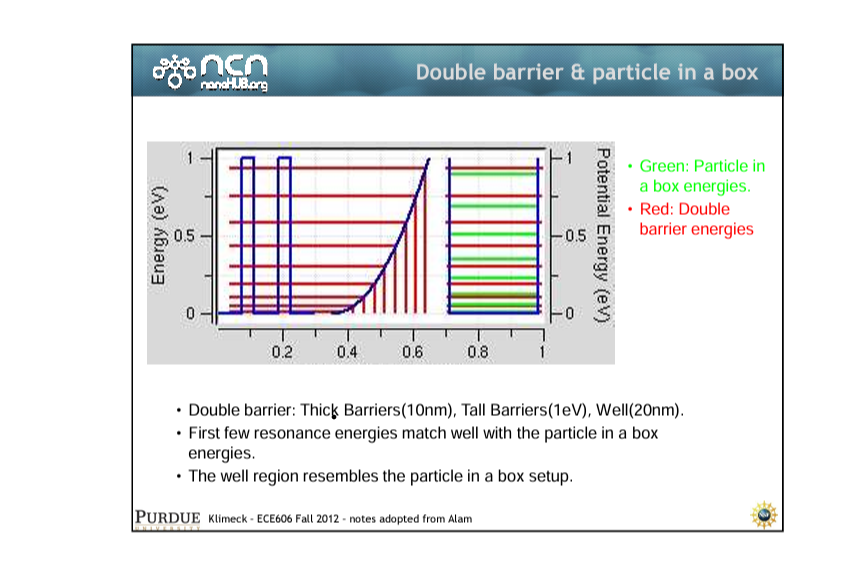 ncn
nanoHUB.org
Double barrier & particle in a box
Energy (eV)
1
0.5
0
0.2
0.4
0.6
0.8
1
1
0.5
0
Potential Energy (eV)
• Green: Particle in
a box energies.
• Red: Double
barrier energies
• Double barrier: Thick Barriers(10nm), Tall Barriers(1eV), Well(20nm).
• First few resonance energies match well with the particle in a box
energies.
• The well region resembles the particle in a box setup.
PURDUE
UNIVERSITY
Klimeck - ECE606 Fall 2012 - notes adopted from Alam